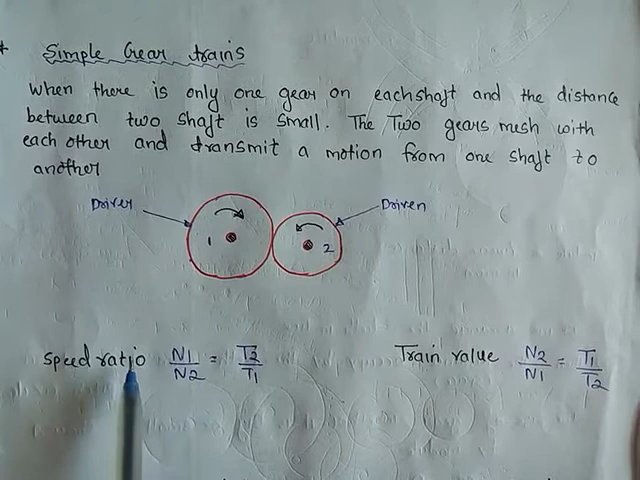 * Simple Gear trains
When there is only one gear on each shaft and the distance
between two shaft is small. The Two gears mesh with
each other and transmit a motion from one shaft to
another
Driver Driven
1 2
Speed ratio N1/N2 = T2/T1 Train value N2/N1 = T1/T2